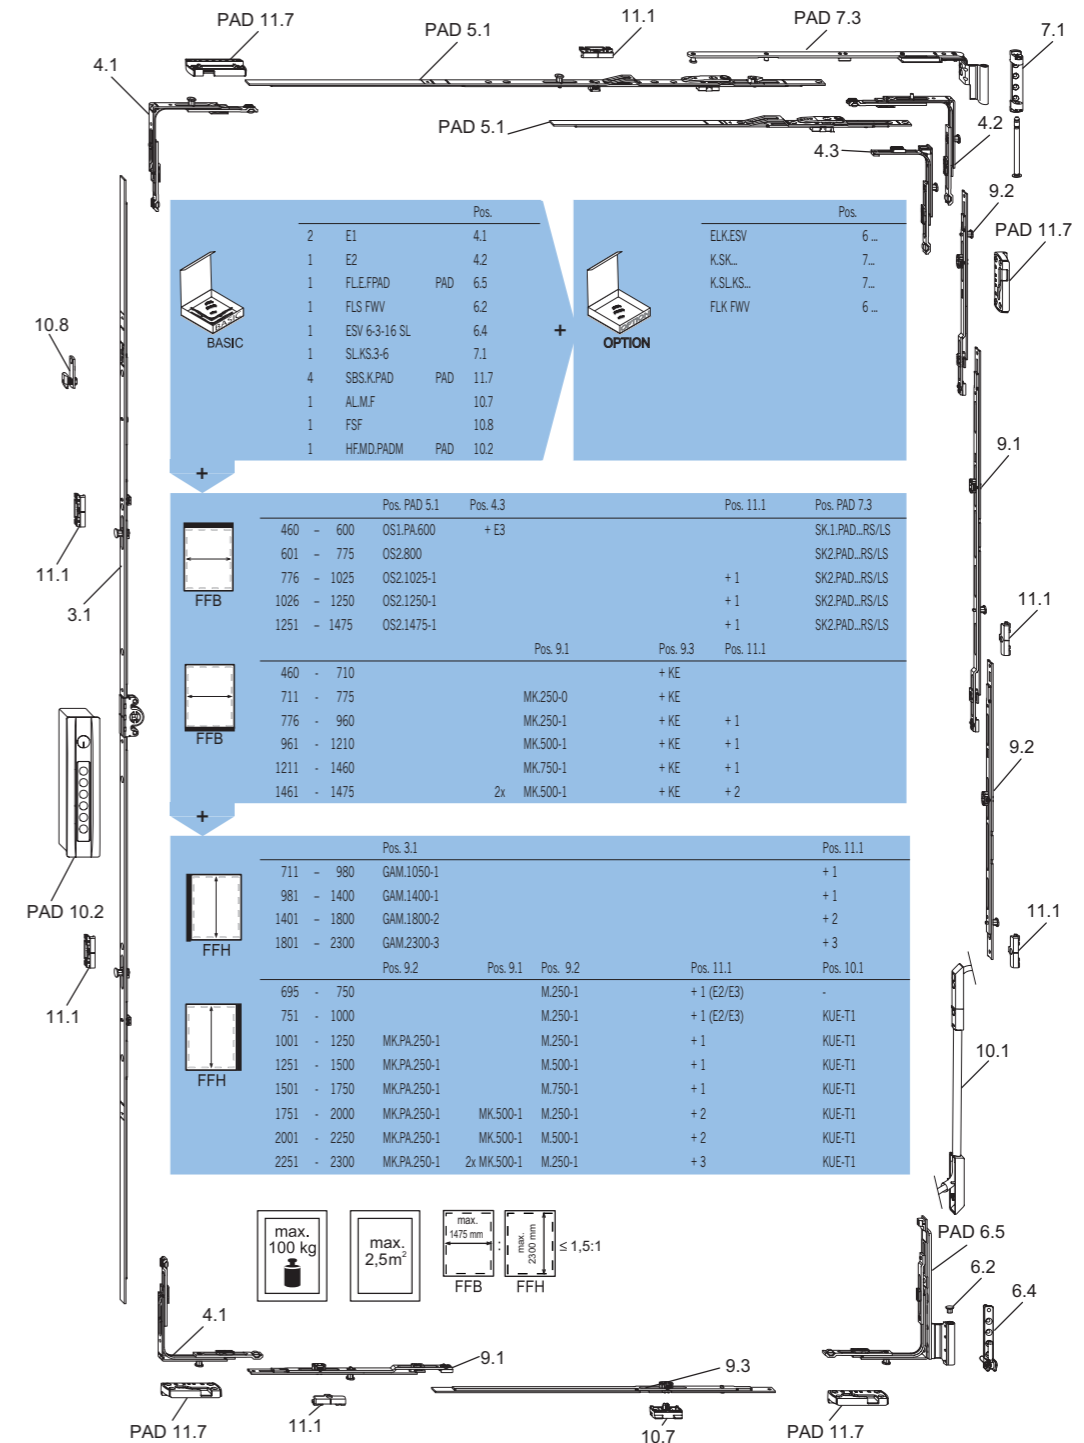 PAD 11.7
PAD 5.1
11.1
PAD 7.3
7.1
4.1
PAD 5.1
4.3
4.2
9.2
PAD 11.7
Pos.
2 E1 4.1
1 E2 4.2
1 FL.E.FPAD PAD 6.5
1 FLS FWV 6.2
1 ESV 6-3-16 SL 6.4
1 SL.KS.3-6 7.1
4 SBS.K.PAD PAD 11.7
1 AL.M.F 10.7
1 FSF 10.8
1 HF.MD.PADM PAD 10.2
BASIC
BASIC
+
Pos.
ELK.ESV 6 ...
K.SK... 7...
K.SL.KS... 7...
FLK FWV 6 ...
OPTION
OPTION
10.8
+
9.1
Pos. PAD 5.1 Pos. 4.3 Pos. 11.1 Pos. PAD 7.3
460 – 600 OS1.PA.600 + E3 SK.1.PAD...RS/LS
601 – 775 OS2.800 SK2.PAD...RS/LS
776 – 1025 OS2.1025-1 + 1 SK2.PAD...RS/LS
1026 – 1250 OS2.1250-1 + 1 SK2.PAD...RS/LS
1251 – 1475 OS2.1475-1 + 1 SK2.PAD...RS/LS
FFB
11.1
3.1
11.1
Pos. 9.1 Pos. 9.3 Pos. 11.1
460 - 710 + KE
711 - 775 MK.250-0 + KE
776 - 960 MK.250-1 + KE + 1
961 - 1210 MK.500-1 + KE + 1
1211 - 1460 MK.750-1 + KE + 1
1461 - 1475 2x MK.500-1 + KE + 2
FFB
9.2
+
Pos. 3.1 Pos. 11.1
711 – 980 GAM.1050-1 + 1
981 – 1400 GAM.1400-1 + 1
1401 – 1800 GAM.1800-2 + 2
1801 – 2300 GAM.2300-3 + 3
FFH
PAD 10.2
11.1
11.1
Pos. 9.2 Pos. 9.1 Pos. 9.2 Pos. 11.1 Pos. 10.1
695 - 750 M.250-1 + 1 (E2/E3) -
751 - 1000 M.250-1 + 1 (E2/E3) KUE-T1
1001 - 1250 MK.PA.250-1 M.250-1 + 1 KUE-T1
1251 - 1500 MK.PA.250-1 M.500-1 + 1 KUE-T1
1501 - 1750 MK.PA.250-1 M.750-1 + 1 KUE-T1
1751 - 2000 MK.PA.250-1 MK.500-1 M.250-1 + 2 KUE-T1
2001 - 2250 MK.PA.250-1 MK.500-1 M.500-1 + 2 KUE-T1
2251 - 2300 MK.PA.250-1 2x MK.500-1 M.250-1 + 3 KUE-T1
FFH
10.1
max.
100 kg
max.
2,5m²
max.
1475 mm
FFB
:
max.
2300 mm
FFH
≤ 1,5:1
PAD 6.5
6.2
6.4
4.1
9.1
9.3
PAD 11.7
11.1
10.7
PAD 11.7